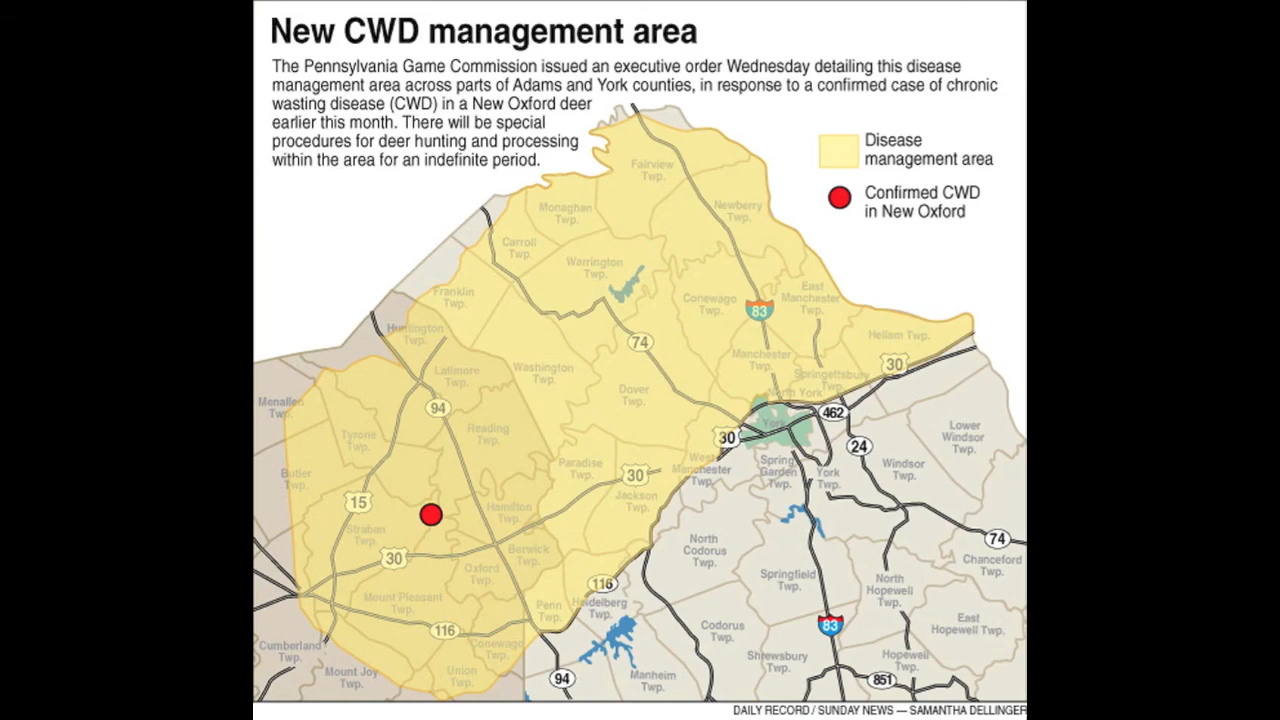 New CWD management area
The Pennsylvania Game Commission issued an executive order Wednesday detailing this disease
management area across parts of Adams and York counties, in response to a confirmed case of chronic
wasting disease (CWD) in a New Oxford deer
earlier this month. There will be special
procedures for deer hunting and processing
within the area for an indefinite period.
Disease
management area
Confirmed CWD
in New Oxford
Fairview
Twp.
Monaghan
Twp.
Newberry
Twp.
Carroll
Twp.
Warrington
Twp.
Franklin
Twp.
Conewago
Twp.
East
Manchester
Twp.
83
Huntington
Twp.
Hellam Twp.
74
Manchester
Twp.
30
Latimore
Twp.
Washington
Twp.
Springettsbury
Twp.
Dover
Twp.
North York
Menallen
Twp.
94
462
York
Tyrone
Twp.
Reading
Twp.
30
24
Lower
Windsor
Twp.
Butler
Twp.
Paradise
Twp.
30
West
Manchester
Twp.
Spring
Garden
Twp.
York
Twp.
Windsor
Twp.
15
Jackson
Twp.
Hamilton
Twp.
Straban
Twp.
74
30
Berwick
Twp.
North
Codorus
Twp.
Chanceford
Twp.
Oxford
Twp.
116
Springfield
Twp.
North
Hopewell
Twp.
Mount Pleasant
Twp.
Penn
Twp.
Heidelberg
Twp.
116
Codorus
Twp.
83
East
Hopewell Twp.
Cumberland
Twp.
Conewago
Twp.
Shrewsbury
Twp.
Hopewell
Twp.
Mount Joy
Twp.
Union
Twp.
94
Manheim
Twp.
851
DAILY RECORD / SUNDAY NEWS — SAMANTHA DELLINGER